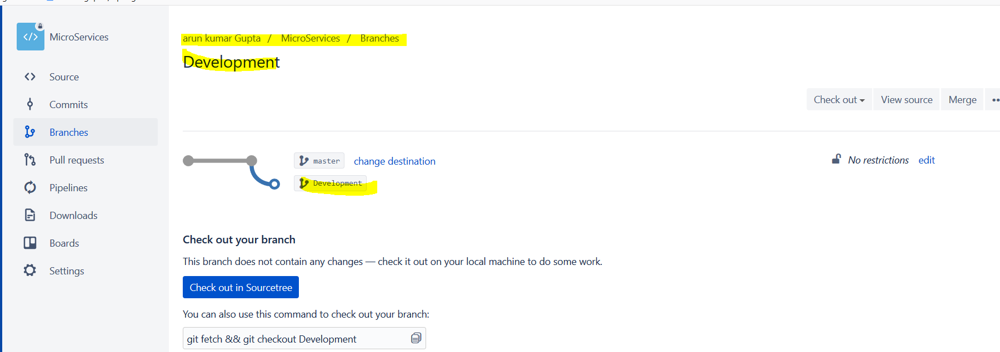 MicroServices
Source
Commits
Branches
Pull requests
Pipelines
Downloads
Boards
Settings
arun kumar Gupta / MicroServices / Branches
Development
Check out View source Merge
master change destination
Development
No restrictions edit
Check out your branch
This branch does not contain any changes — check it out on your local machine to do some work.
Check out in Sourcetree
You can also use this command to check out your branch:
git fetch && git checkout Development